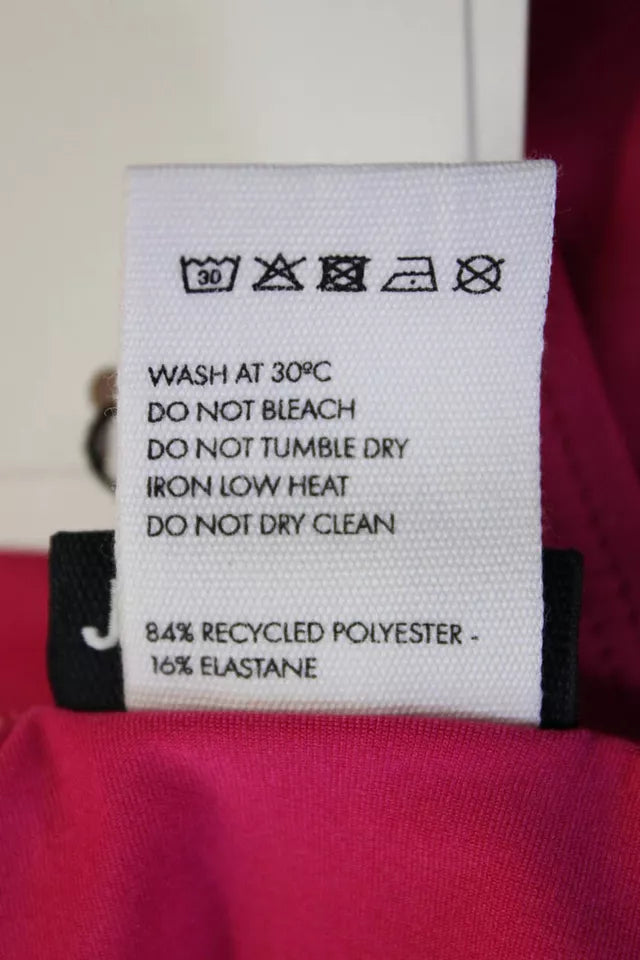 30
WASH AT 30ºC
DO NOT BLEACH
DO NOT TUMBLE DRY
IRON LOW HEAT
DO NOT DRY CLEAN
84% RECYCLED POLYESTER -
16% ELASTANE
J